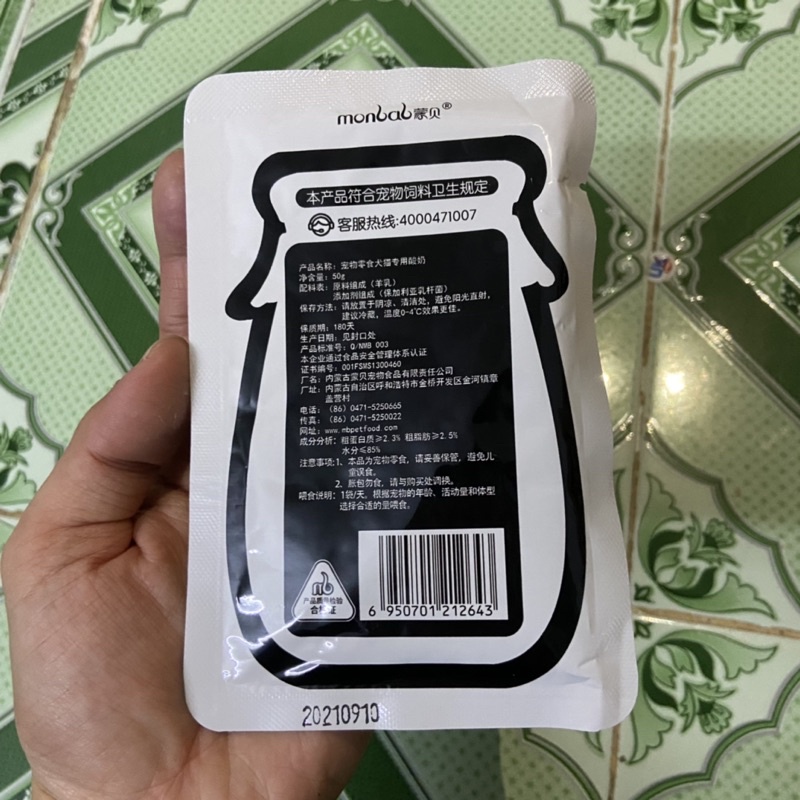 monbab蒙贝®
本产品符合宠物饲料卫生规定
客服热线:4000471007
产品名称：宠物零食犬猫专用酸奶
净含量：50g
配料表：原料组成（羊乳）
添加剂组成（保加利亚乳杆菌）
保存方法：请放置于阴凉、清洁处，避免阳光直射，
建议冷藏，温度0-4℃效果更佳。
保质期：180天
生产日期：见封口处
产品标准号：Q/NMB 003
本企业通过食品安全管理体系认证
证书编号：001FSMS1300460
厂名：内蒙古蒙贝宠物食品有限责任公司
厂址：内蒙古自治区呼和浩特市金桥开发区金河镇章
盖营村
电话：（86）0471-5250665
传真：（86）0471-5250022
网址：www.mbpetfood.com
成分分析：粗蛋白质≥2.3% 粗脂肪≥2.5%
水分≤85%
注意事项:1、本品为宠物零食，请妥善保管，避免儿
童误食。
2、胀包勿食，请与购买处调换。
喂食说明：1袋/天。根据宠物的年龄、活动量和体型
选择合适的量喂食。
产品质量检验
合格证
6 950701 212643
20210910